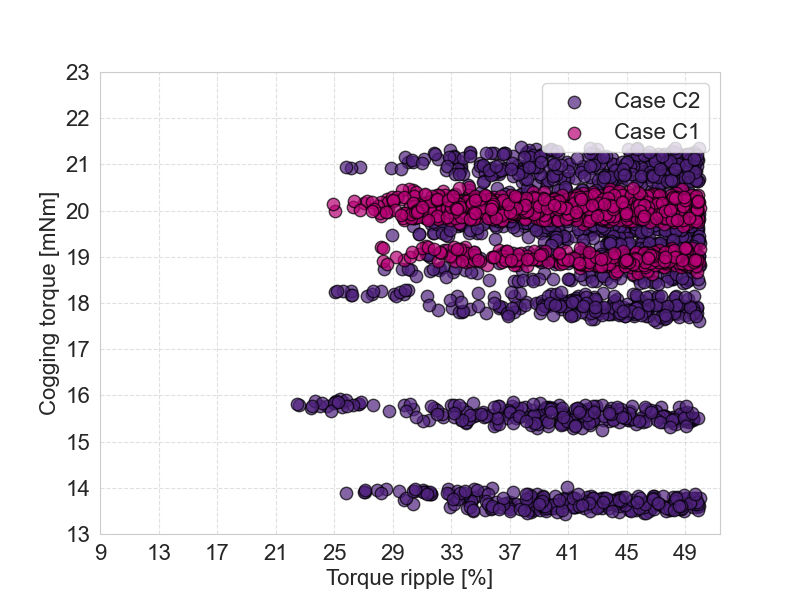 23
22
21
20
19
18
17
16
15
14
13
Cogging torque [mNm]
Case C2
Case C1
9 13 17 21 25 29 33 37 41 45 49
Torque ripple [%]